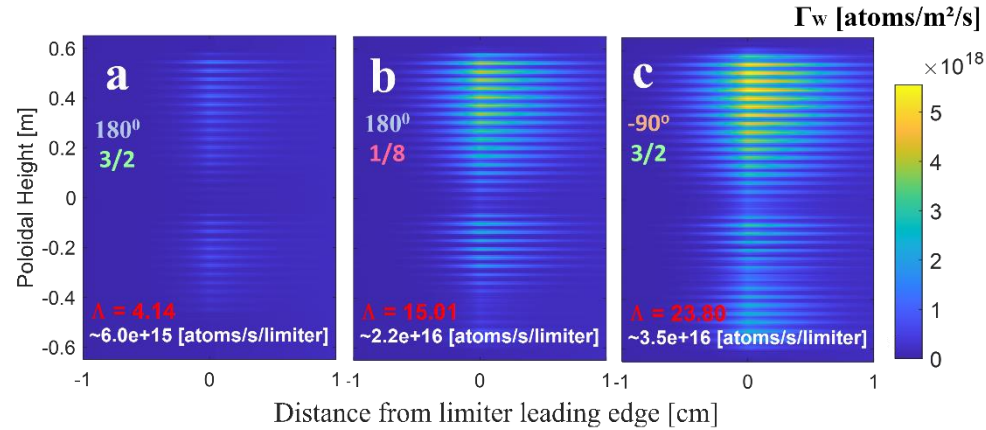 Γw [atoms/m²/s]
×10¹⁸
a
180⁰
3/2
Λ = 4.14
~6.0e+15 [atoms/s/limiter]
b
180⁰
1/8
Λ = 15.01
~2.2e+16 [atoms/s/limiter]
c
-90°
3/2
Λ = 23.80
~3.5e+16 [atoms/s/limiter]
Poloidal Height [m]
0.6
0.4
0.2
0
-0.2
-0.4
-0.6
-1
0
1
-1
0
1
-1
0
1
5
4
3
2
1
0
Distance from limiter leading edge [cm]